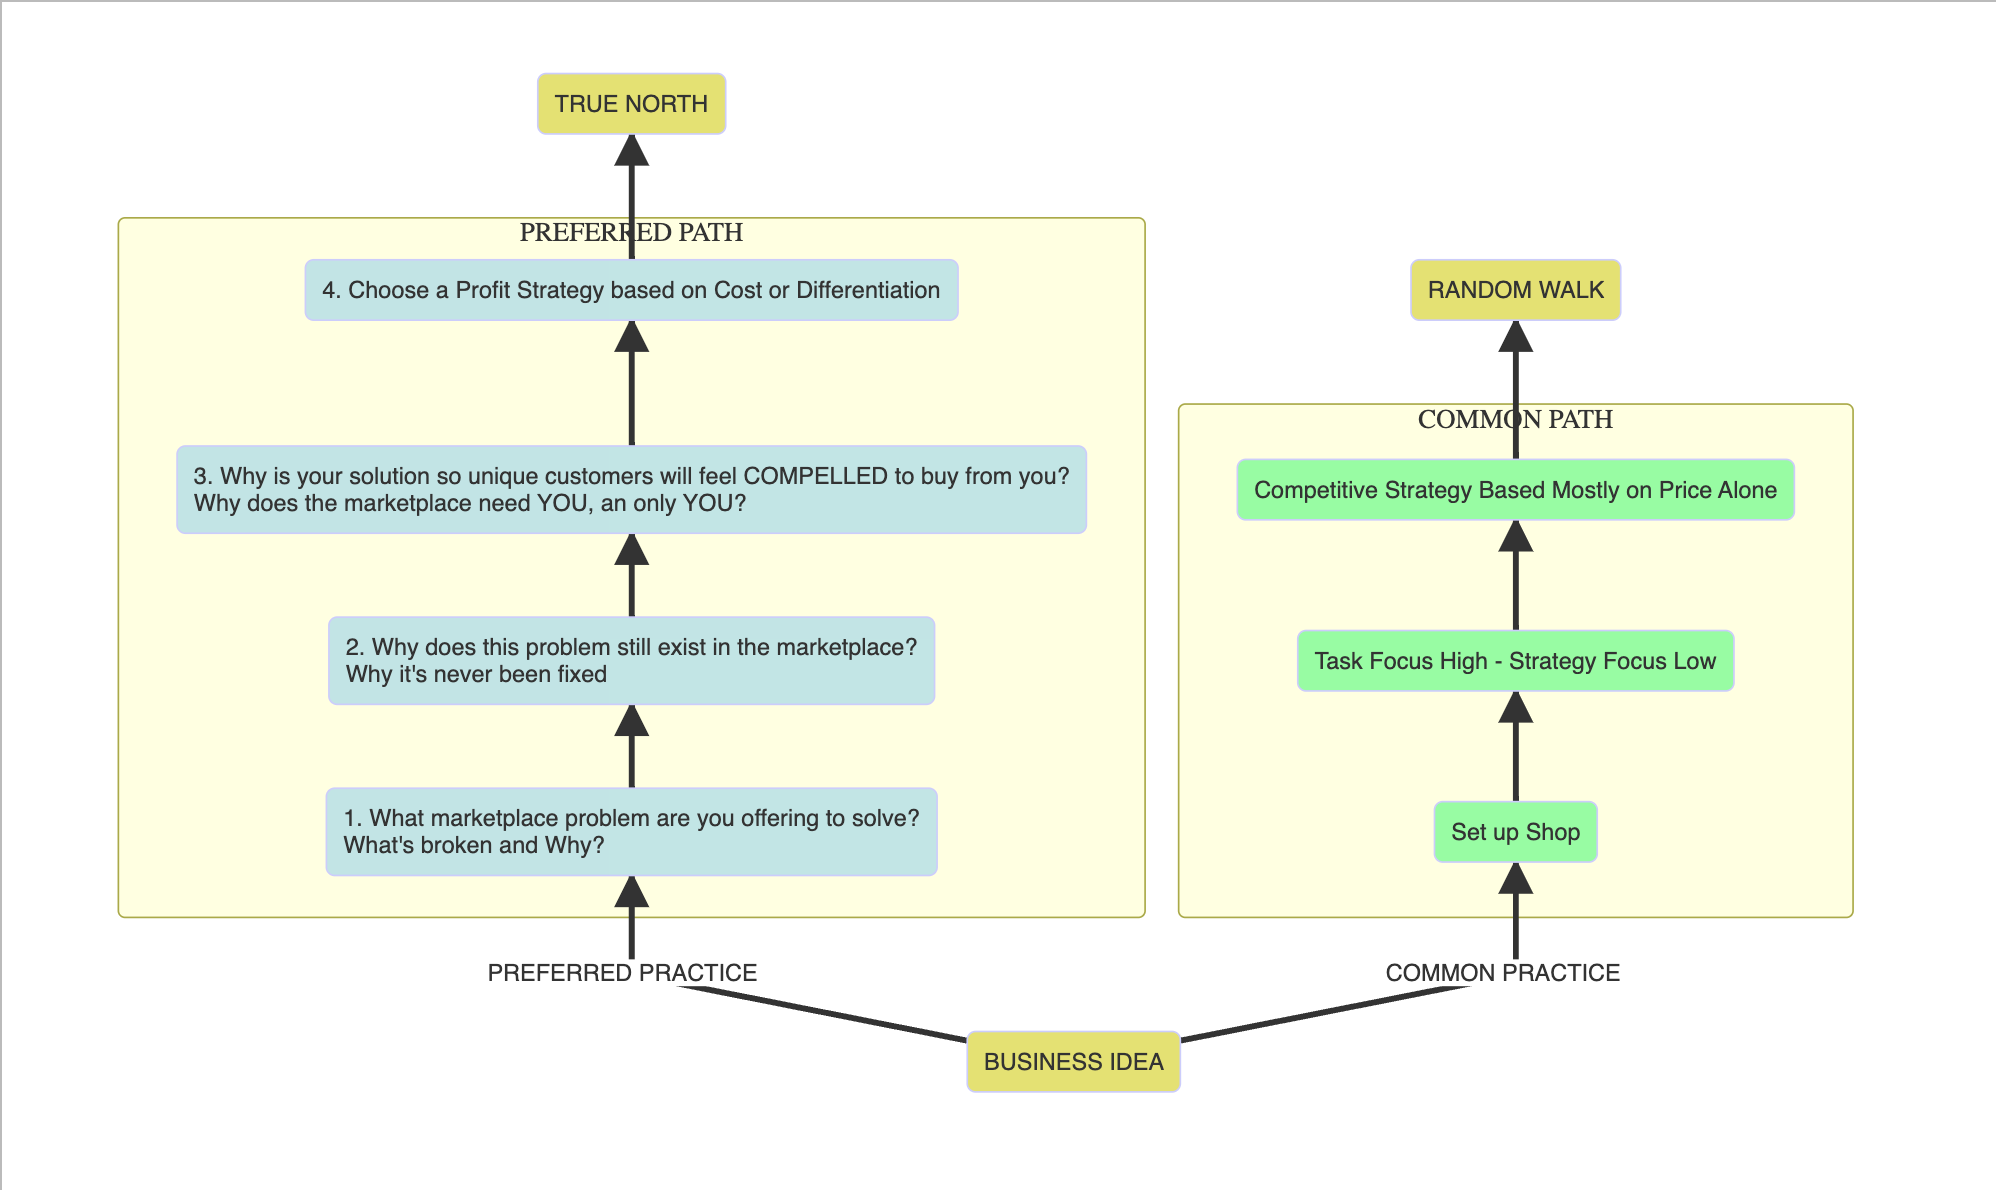 TRUE NORTH
PREFERRED PATH
4. Choose a Profit Strategy based on Cost or Differentiation
3. Why is your solution so unique customers will feel COMPELLED to buy from you?
Why does the marketplace need YOU, an only YOU?
2. Why does this problem still exist in the marketplace?
Why it's never been fixed
1. What marketplace problem are you offering to solve?
What's broken and Why?
PREFERRED PRACTICE
RANDOM WALK
COMMON PATH
Competitive Strategy Based Mostly on Price Alone
Task Focus High - Strategy Focus Low
Set up Shop
COMMON PRACTICE
BUSINESS IDEA